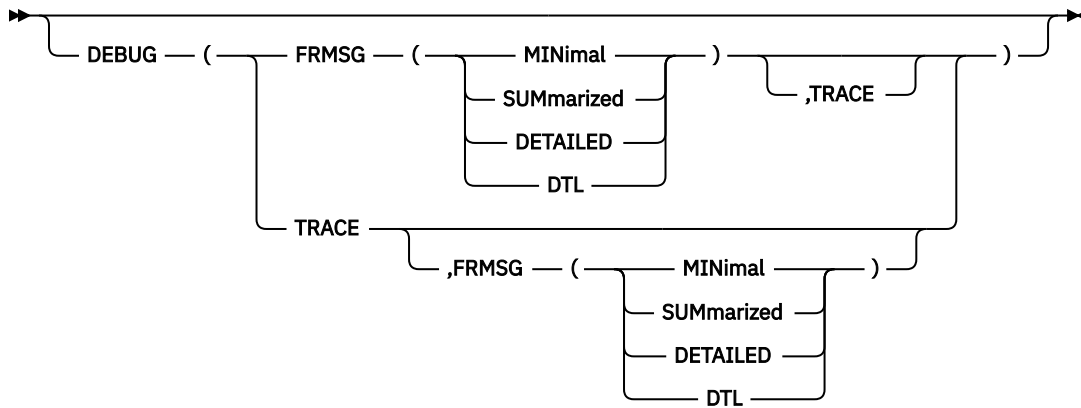 DEBUG ( FRMSG ( MINimal ) )
,TRACE
SUMmarized
DETAILED
DTL
TRACE
,FRMSG ( MINimal )
SUMmarized
DETAILED
DTL